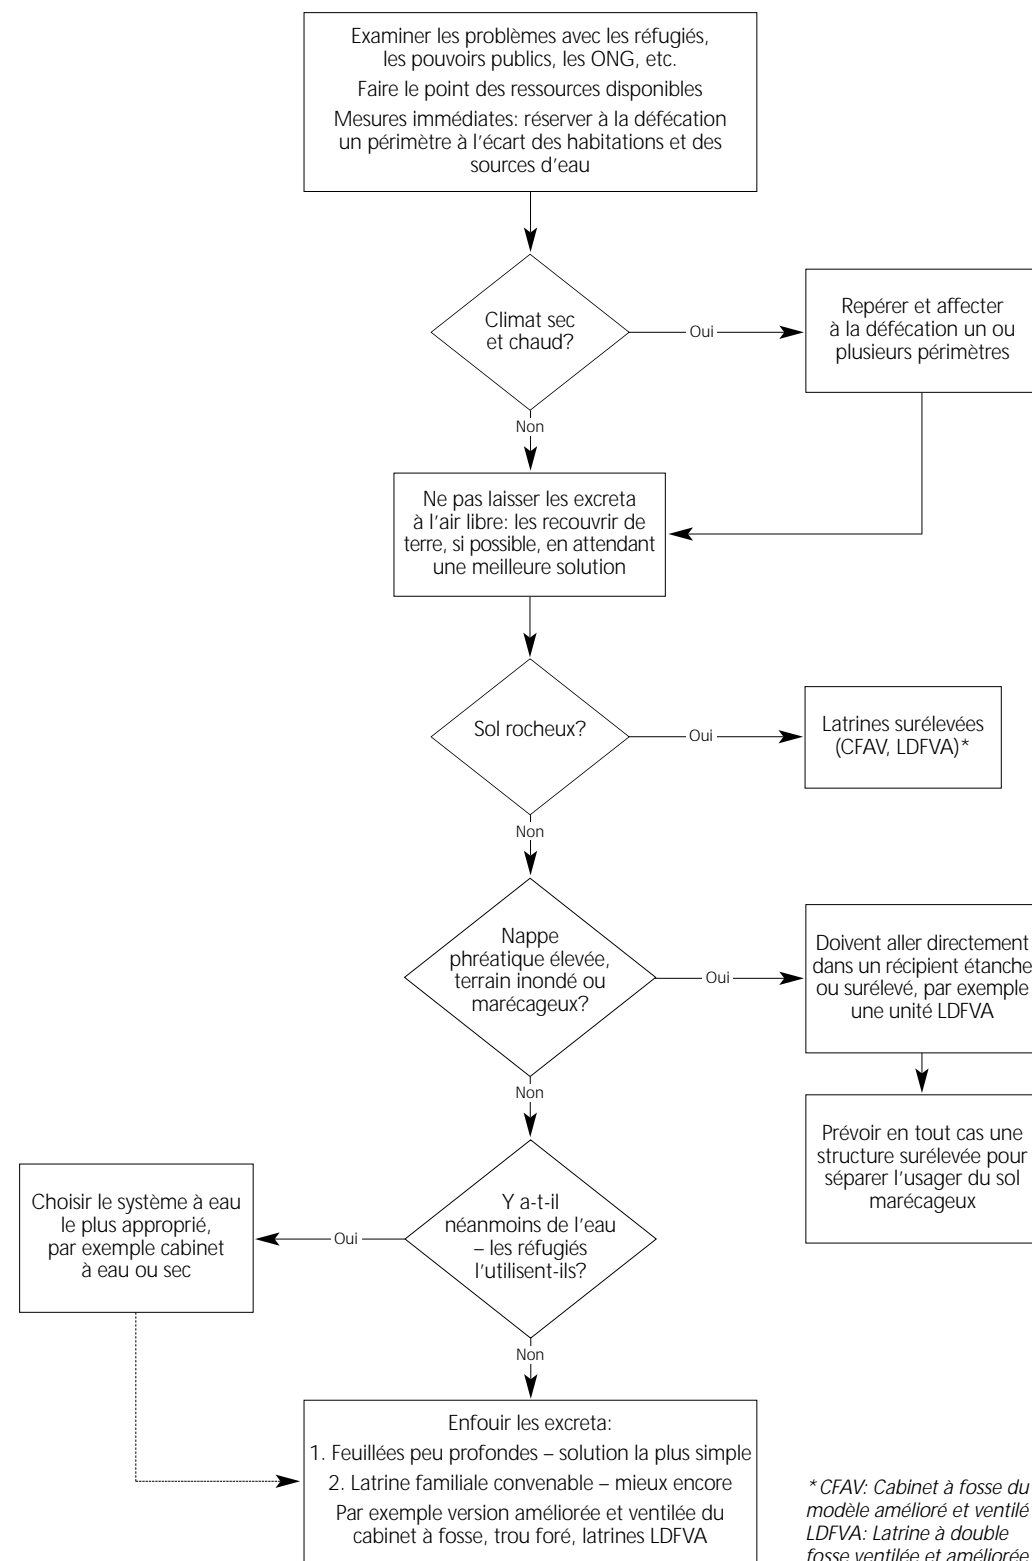 Examiner les problèmes avec les réfugiés,
les pouvoirs publics, les ONG, etc.
Faire le point des ressources disponibles
Mesures immédiates: réserver à la défécation
un périmètre à l'écart des habitations et des
sources d'eau
Climat sec
et chaud?
Oui
Repérer et affecter
à la défécation un ou
plusieurs périmètres
Non
Ne pas laisser les excreta
à l'air libre: les recouvrir de
terre, si possible, en attendant
une meilleure solution
Sol rocheux?
Oui
Latrines surélevées
(CFAV, LDFVA)*
Non
Nappe
phréatique élevée,
terrain inondé ou
marécageux?
Oui
Doivent aller directement
dans un récipient étanche
ou surélevé, par exemple
une unité LDFVA
Prévoir en tout cas une
structure surélevée pour
séparer l'usager du sol
marécageux
Non
Y a-t-il
néanmoins de l'eau
– les réfugiés
l'utilisent-ils?
Oui
Choisir le système à eau
le plus approprié,
par exemple cabinet
à eau ou sec
Non
Enfouir les excreta:
1. Feuillées peu profondes – solution la plus simple
2. Latrine familiale convenable – mieux encore
Par exemple version améliorée et ventilée du
cabinet à fosse, trou foré, latrines LDFVA
* CFAV: Cabinet à fosse du
modèle amélioré et ventilé
LDFVA: Latrine à double
fosse ventilée et améliorée